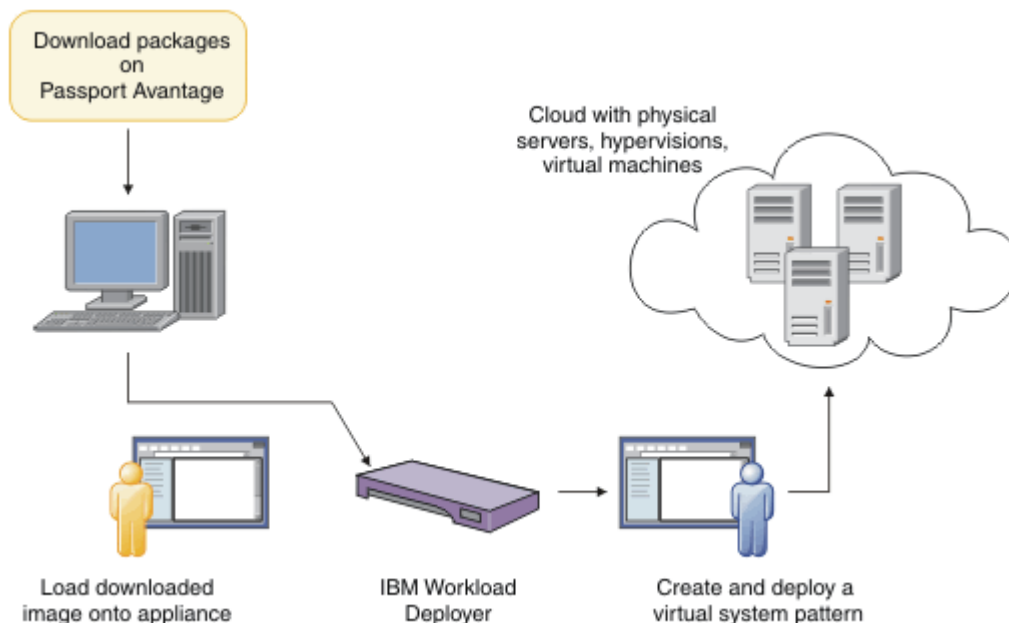 Download packages
on
Passport Avantage
Cloud with physical
servers, hypervisions,
virtual machines
Load downloaded
image onto appliance
IBM Workload
Deployer
Create and deploy a
virtual system pattern